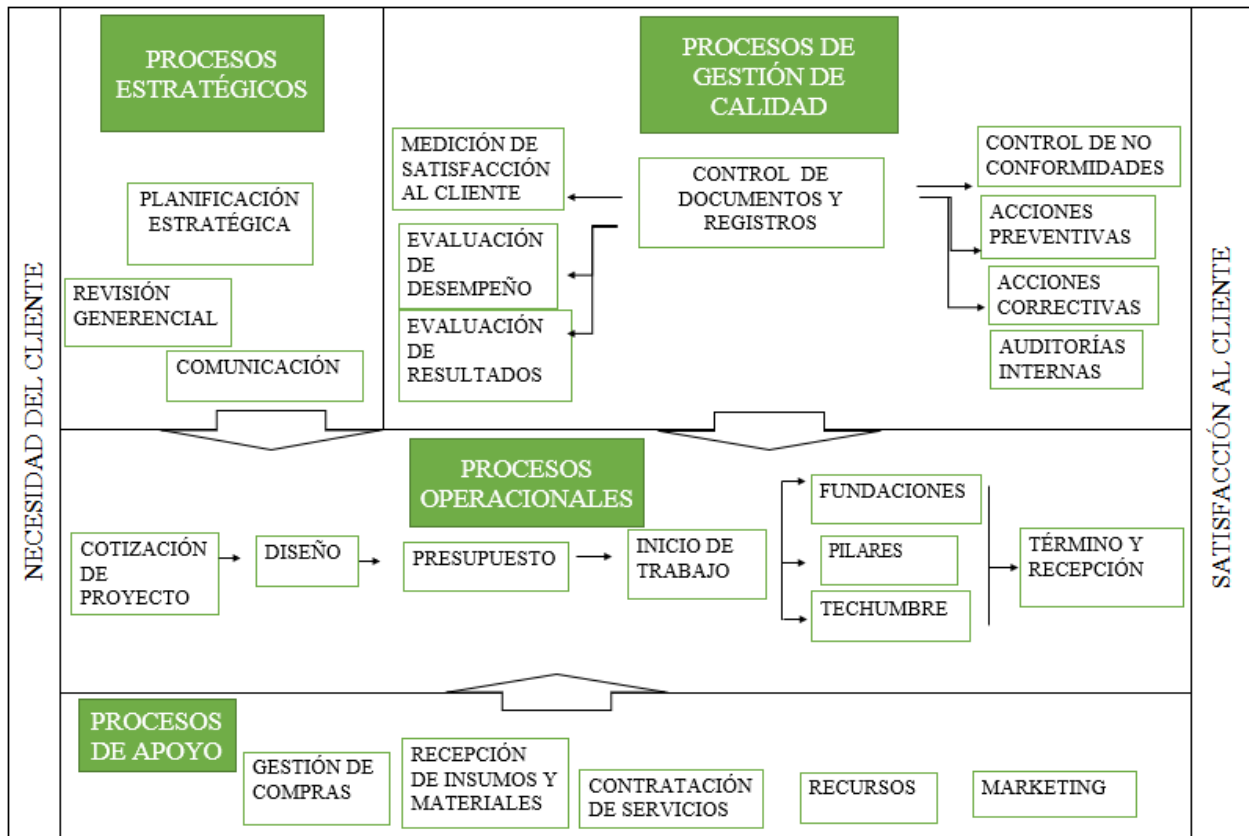 NECESIDAD DEL CLIENTE
PROCESOS
ESTRATÉGICOS
PLANIFICACIÓN
ESTRATÉGICA
REVISIÓN
GENERENCIAL
COMUNICACIÓN
PROCESOS DE
GESTIÓN DE
CALIDAD
MEDICIÓN DE
SATISFACCIÓN
AL CLIENTE
EVALUACIÓN
DE
DESEMPEÑO
EVALUACIÓN
DE
RESULTADOS
CONTROL DE
DOCUMENTOS Y
REGISTROS
CONTROL DE NO
CONFORMIDADES
ACCIONES
PREVENTIVAS
ACCIONES
CORRECTIVAS
AUDITORÍAS
INTERNAS
PROCESOS
OPERACIONALES
COTIZACIÓN
DE
PROYECTO
DISEÑO
PRESUPUESTO
INICIO DE
TRABAJO
FUNDACIONES
PILARES
TECHUMBRE
TÉRMINO Y
RECEPCIÓN
PROCESOS
DE APOYO
GESTIÓN DE
COMPRAS
RECEPCIÓN
DE INSUMOS Y
MATERIALES
CONTRATACIÓN
DE SERVICIOS
RECURSOS
MARKETING
SATISFACCIÓN AL CLIENTE